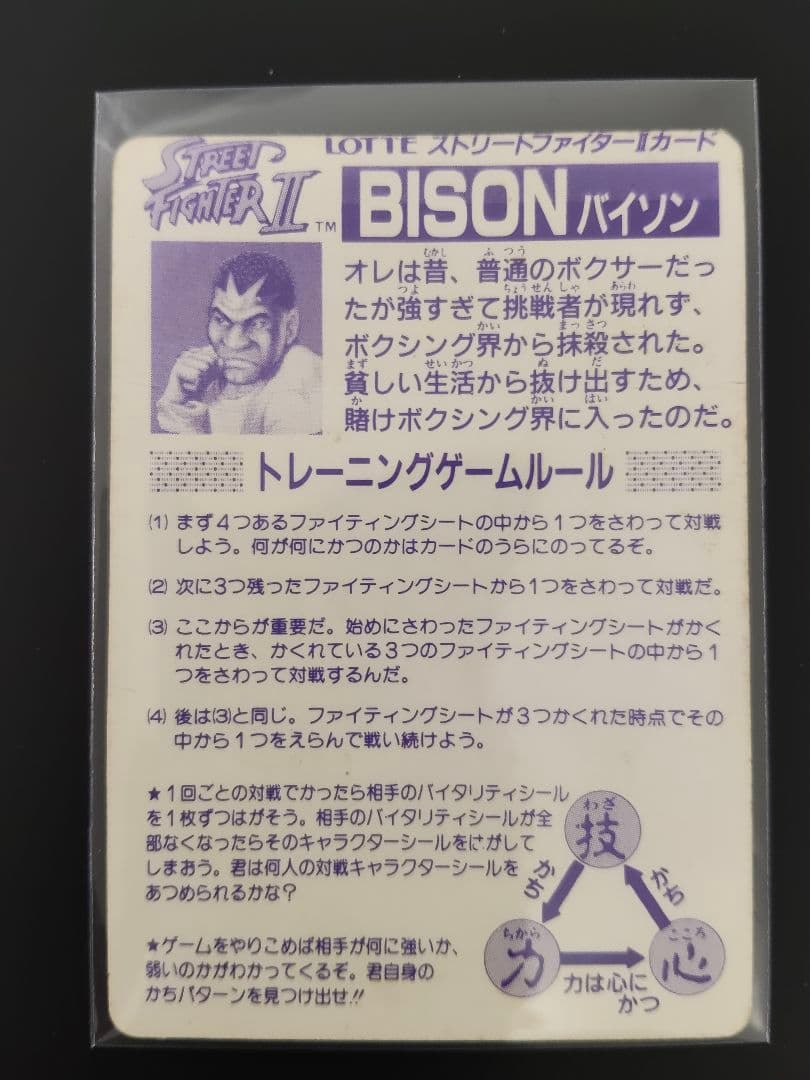 LOTTE ストリートファイターⅡカード
STREET
FIGHTER Ⅱ ™
BISON バイソン
オレは昔、普通のボクサーだっ
たが強すぎて挑戦者が現れず、
ボクシング界から抹殺された。
貧しい生活から抜け出すため、
賭けボクシング界に入ったのだ。
トレーニングゲームルール
(1) まず4つあるファイティングシートの中から1つをさわって対戦
しよう。何が何にかつのかはカードのうらにのってるぞ。
(2) 次に3つ残ったファイティングシートから1つをさわって対戦だ。
(3) ここからが重要だ。始めにさわったファイティングシートがかく
れたとき、かくれている3つのファイティングシートの中から1
つをさわって対戦するんだ。
(4) 後は(3)と同じ。ファイティングシートが3つかくれた時点でその
中から1つをえらんで戦い続けよう。
★1回ごとの対戦でかったら相手のバイタリティシール
を1枚ずつはがそう。相手のバイタリティシールが全
部なくなったらそのキャラクターシールをはがして
しまおう。君は何人の対戦キャラクターシールを
あつめられるかな?
★ゲームをやりこめば相手が何に強いか、
弱いのかがわかってくるぞ。君自身の
かちパターンを見つけ出せ!!
わざ
技
かち
かち
ちから
力
こころ
心
力は心に
かつ